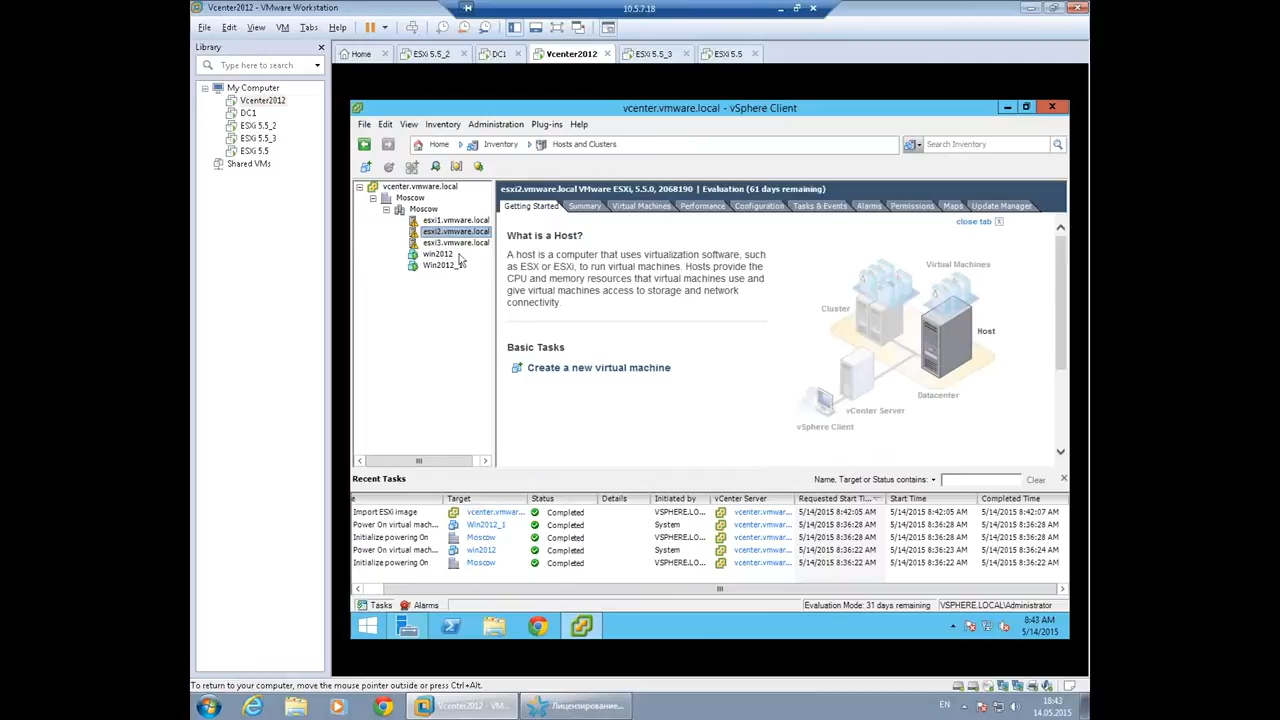 Vcenter2012 - VMware Workstation
10.5.7.18
File Edit View VM Tabs Help
Library
Type here to search
My Computer
Vcenter2012
DC1
ESXi 5.5_2
ESXi 5.5_3
ESXi 5.5
Shared VMs
Home ESXi 5.5_2 DC1 Vcenter2012 ESXi 5.5_3 ESXi 5.5
vcenter.vmware.local - vSphere Client
File Edit View Inventory Administration Plug-ins Help
Home Inventory Hosts and Clusters
Search Inventory
vcenter.vmware.local
Moscow
Moscow
esxi1.vmware.local
esxi2.vmware.local
esxi3.vmware.local
win2012
esxi2.vmware.local VMware ESXi, 5.5.0, 2068190 | Evaluation (61 days remaining)
Getting Started Summary Virtual Machines Performance Configuration Tasks & Events Alarms Permissions Maps Update Manager
close tab
What is a Host?
A host is a computer that uses virtualization software, such
as ESX or ESXi, to run virtual machines. Hosts provide the
CPU and memory resources that virtual machines use and
give virtual machines access to storage and network
connectivity.
Basic Tasks
Create a new virtual machine
Virtual Machines
Cluster
Host
Datacenter
vCenter Server
vSphere Client
Recent Tasks
Name, Target or Status contains: Clear
e Target Status Details Initiated by vCenter Server Requested Start Ti... Start Time Completed Time
Import ESXi image vcenter.vmwar... Completed VSPHERE.LO... vcenter.vmwar... 5/14/2015 8:42:05 AM 5/14/2015 8:42:05 AM 5/14/2015 8:42:07 AM
Power On virtual mach... Win2012_1 Completed System vcenter.vmwar... 5/14/2015 8:36:28 AM 5/14/2015 8:36:28 AM 5/14/2015 8:36:28 AM
Initialize powering On Moscow Completed VSPHERE.LO... vcenter.vmwar... 5/14/2015 8:36:28 AM 5/14/2015 8:36:28 AM 5/14/2015 8:36:28 AM
Power On virtual mach... win2012 Completed System vcenter.vmwar... 5/14/2015 8:36:22 AM 5/14/2015 8:36:23 AM 5/14/2015 8:36:24 AM
Initialize powering On Moscow Completed VSPHERE.LO... vcenter.vmwar... 5/14/2015 8:36:22 AM 5/14/2015 8:36:22 AM 5/14/2015 8:36:22 AM
Tasks Alarms
Evaluation Mode: 31 days remaining VSPHERE.LOCAL\Administrator
8:43 AM
5/14/2015
To return to your computer, move the mouse pointer outside or press Ctrl+Alt.
Vcenter2012 - VM... Лицензирование... EN
18:43
14.05.2015